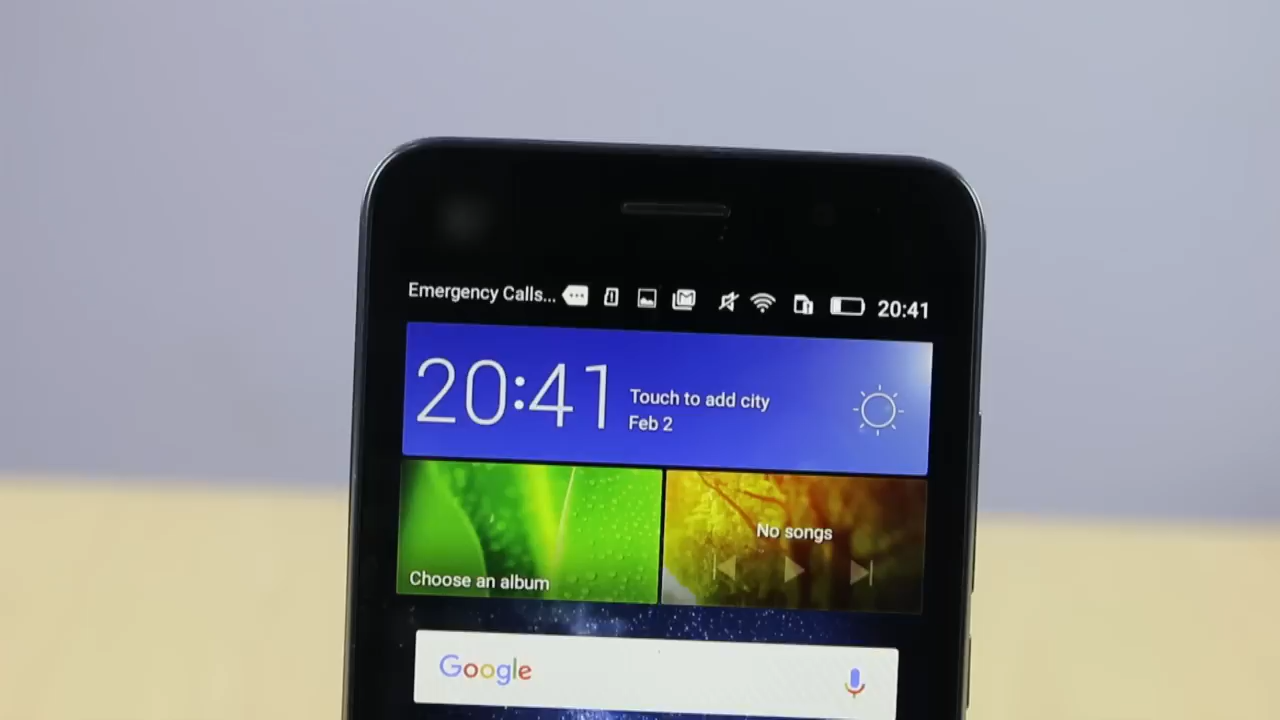 Emergency Calls... 20:41
20:41
Touch to add city
Feb 2
Choose an album
No songs
Google